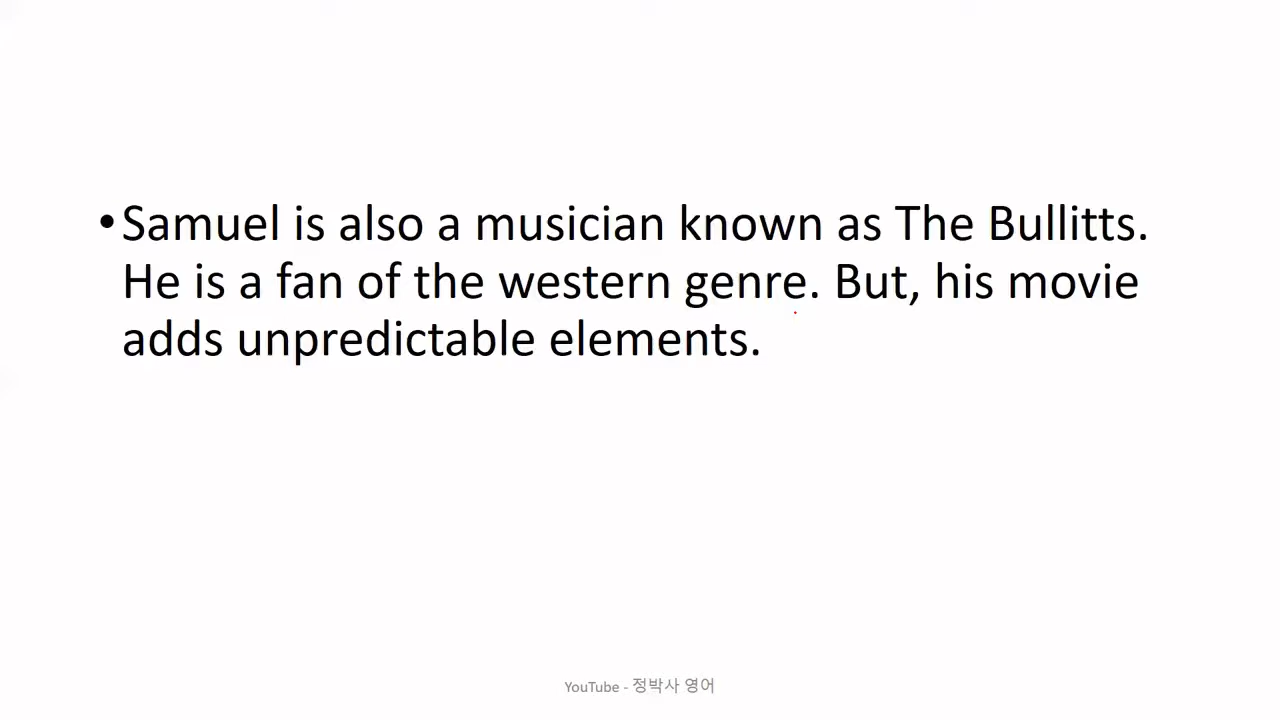 •Samuel is also a musician known as The Bullitts.
He is a fan of the western genre. But, his movie
adds unpredictable elements.
YouTube - 정박사 영어